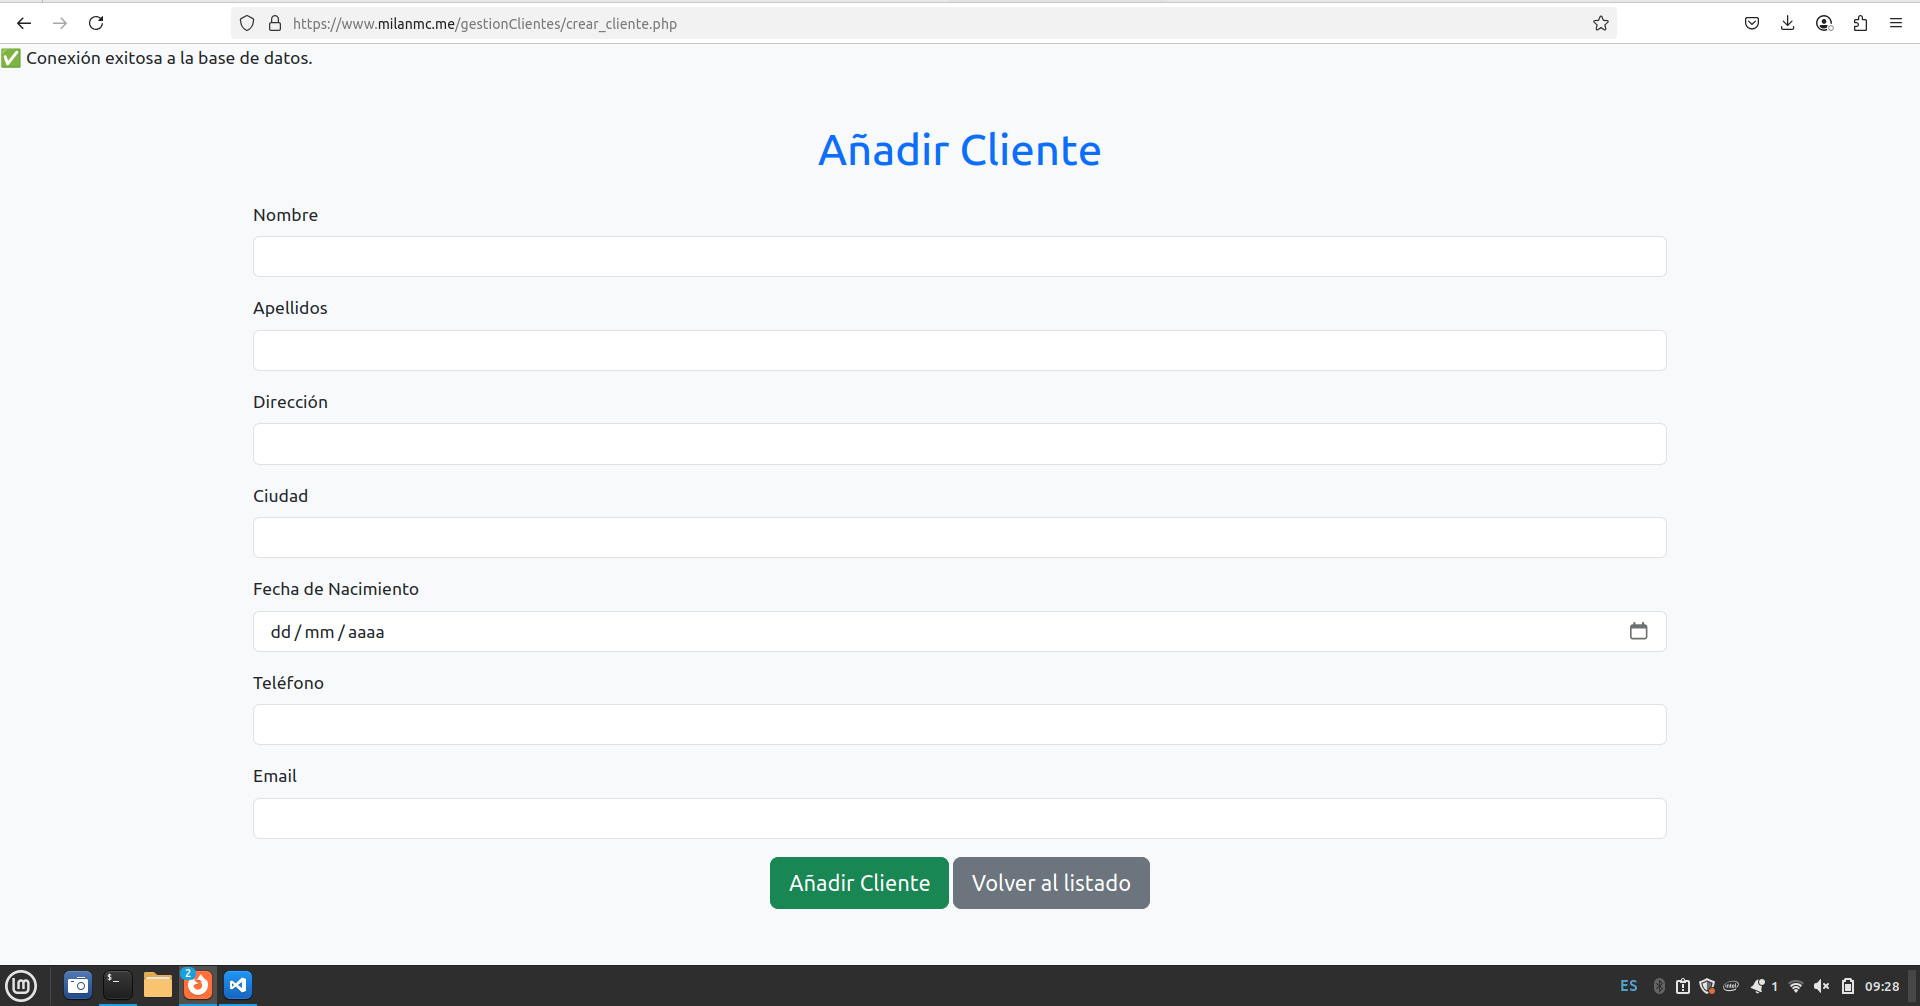 https://www.milanmc.me/gestionClientes/crear_cliente.php
✅ Conexión exitosa a la base de datos.
Añadir Cliente
Nombre
Apellidos
Dirección
Ciudad
Fecha de Nacimiento
dd / mm / aaaa
Teléfono
Email
Añadir Cliente Volver al listado
$_ 2 ES intel 1 09:28